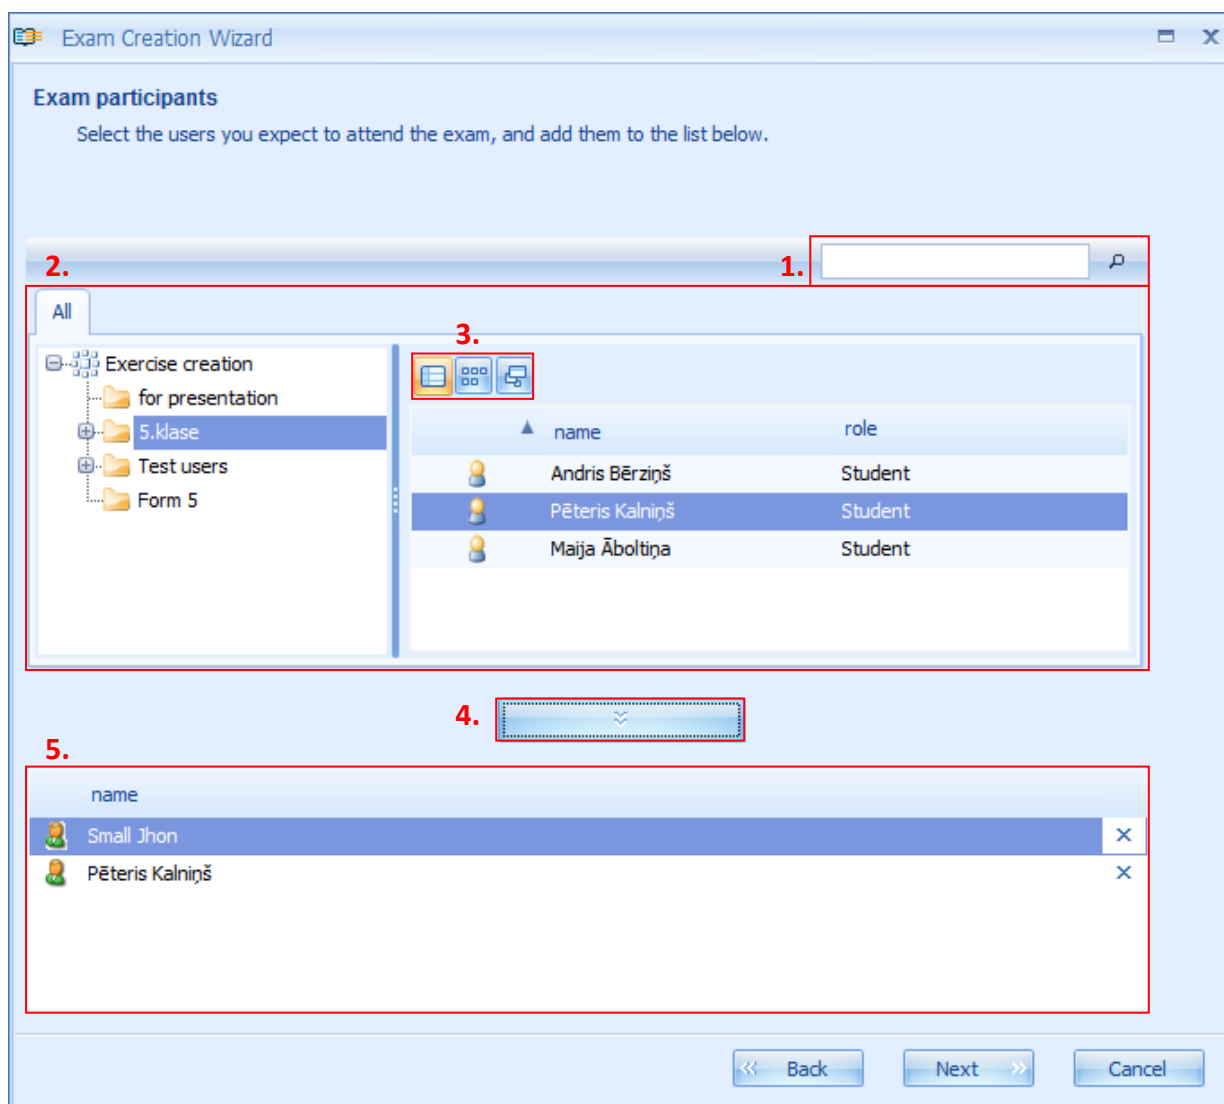 Exam Creation Wizard
Exam participants
Select the users you expect to attend the exam, and add them to the list below.
1.
2.
All
3.
Exercise creation
for presentation
5.klase
Test users
Form 5
name role
Andris Bērziņš Student
Pēteris Kalniņš Student
Maija Āboltiņa Student
4.
5.
name
Small Jhon
Pēteris Kalniņš
Back Next Cancel